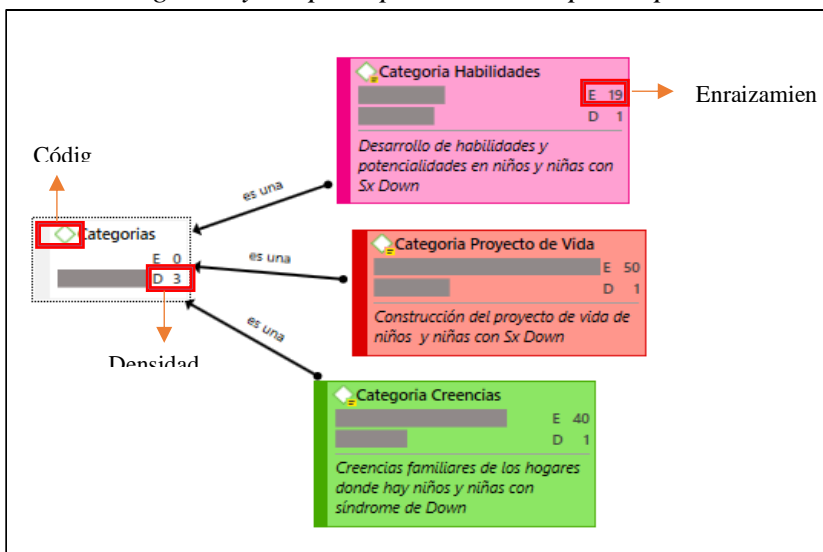 Categoria Habilidades
E 19
D 1
Desarrollo de habilidades y
potencialidades en niños y niñas con
Sx Down
Enraizamien
Códig
es una
Categorias
E 0
D 3
es una
Categoria Proyecto de Vida
E 50
D 1
Construcción del proyecto de vida de
niños y niñas con Sx Down
es una
Densidad
Categoria Creencias
E 40
D 1
Creencias familiares de los hogares
donde hay niños y niñas con
síndrome de Down